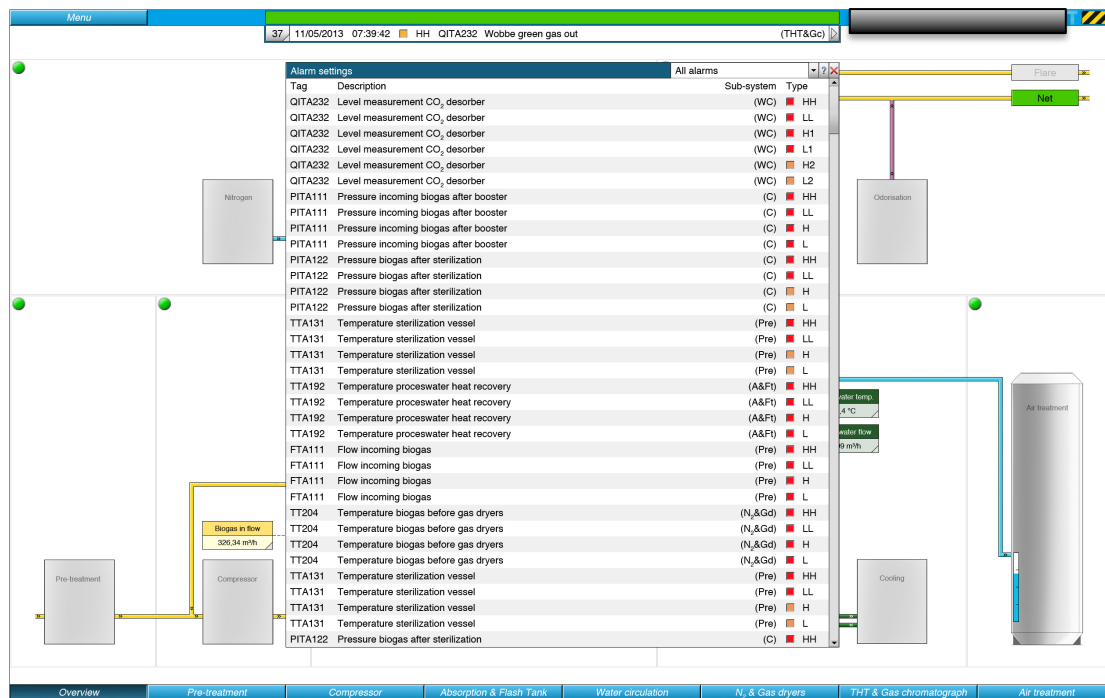 Menu
37 11/05/2013 07:39:42 HH QITA232 Wobbe green gas out (THT&Gc)
Alarm settings All alarms ?
Tag Description Sub-system Type
QITA232 Level measurement CO₂ desorber (WC) HH
QITA232 Level measurement CO₂ desorber (WC) LL
QITA232 Level measurement CO₂ desorber (WC) H1
QITA232 Level measurement CO₂ desorber (WC) L1
QITA232 Level measurement CO₂ desorber (WC) H2
QITA232 Level measurement CO₂ desorber (WC) L2
PITA111 Pressure incoming biogas after booster (C) HH
PITA111 Pressure incoming biogas after booster (C) LL
PITA111 Pressure incoming biogas after booster (C) H
PITA111 Pressure incoming biogas after booster (C) L
PITA122 Pressure biogas after sterilization (C) HH
PITA122 Pressure biogas after sterilization (C) LL
PITA122 Pressure biogas after sterilization (C) H
PITA122 Pressure biogas after sterilization (C) L
TTA131 Temperature sterilization vessel (Pre) HH
TTA131 Temperature sterilization vessel (Pre) LL
TTA131 Temperature sterilization vessel (Pre) H
TTA131 Temperature sterilization vessel (Pre) L
TTA192 Temperature proceswater heat recovery (A&Ft) HH
TTA192 Temperature proceswater heat recovery (A&Ft) LL
TTA192 Temperature proceswater heat recovery (A&Ft) H
TTA192 Temperature proceswater heat recovery (A&Ft) L
FTA111 Flow incoming biogas (Pre) HH
FTA111 Flow incoming biogas (Pre) LL
FTA111 Flow incoming biogas (Pre) H
FTA111 Flow incoming biogas (Pre) L
TT204 Temperature biogas before gas dryers (N₂&Gd) HH
TT204 Temperature biogas before gas dryers (N₂&Gd) LL
TT204 Temperature biogas before gas dryers (N₂&Gd) H
TT204 Temperature biogas before gas dryers (N₂&Gd) L
TTA131 Temperature sterilization vessel (Pre) HH
TTA131 Temperature sterilization vessel (Pre) LL
TTA131 Temperature sterilization vessel (Pre) H
TTA131 Temperature sterilization vessel (Pre) L
PITA122 Pressure biogas after sterilization (C) HH
Flare
Net
Nitrogen
Odorisation
water temp.
,4 °C
water flow
9 m³/h
Air treatment
Biogas in flow
326,34 m³/h
Pre-treatment
Compressor
Cooling
Overview Pre-treatment Compressor Absorption & Flash Tank Water circulation N₂ & Gas dryers THT & Gas chromatograph Air treatment